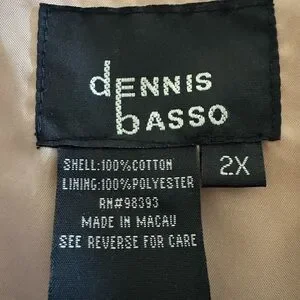 dENNIS
bASSO
SHELL:100%COTTON
LINING:100%POLYESTER
RN#98393
MADE IN MACAU
SEE REVERSE FOR CARE
2X